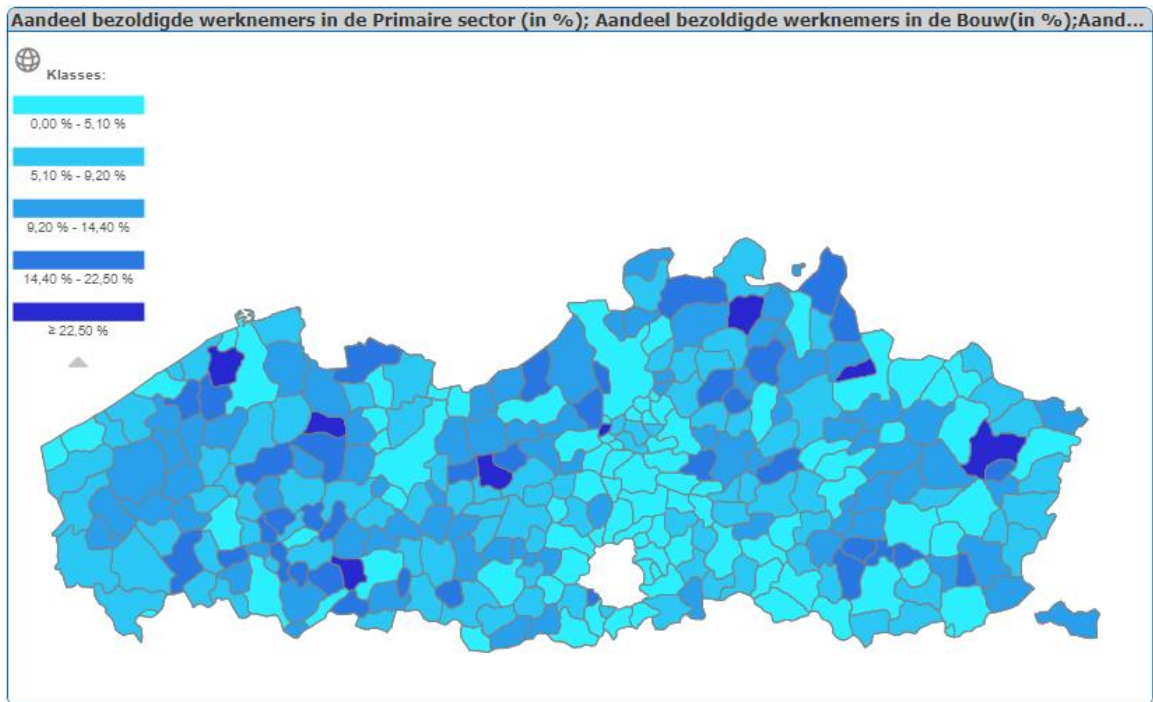 Aandeel bezoldigde werknemers in de Primaire sector (in %); Aandeel bezoldigde werknemers in de Bouw(in %);Aand...
Klasses:
0,00 % - 5,10 %
5,10 % - 9,20 %
9,20 % - 14,40 %
14,40 % - 22,50 %
≥ 22,50 %